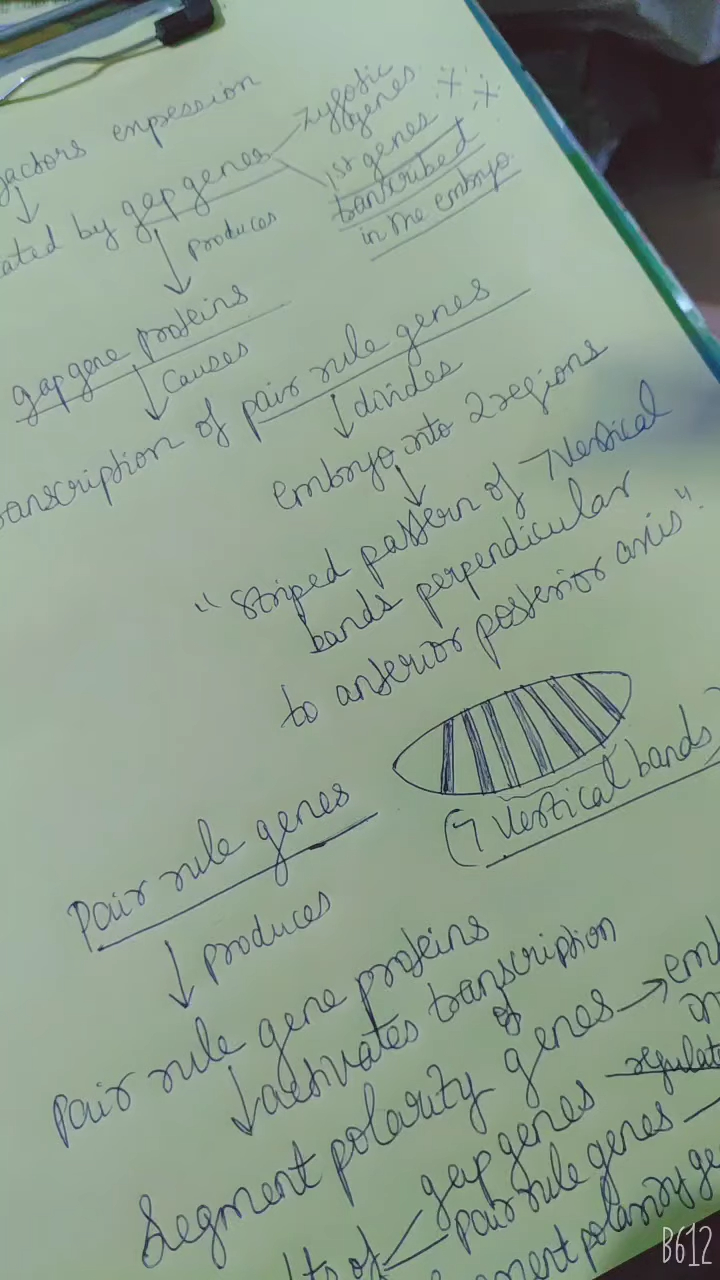 factors expression
zygotic
genes
ated by gap genes
1st genes
transcribed
in the embryo
produces
gap gene proteins
causes
transcription of pair rule genes
divides
embryo into 2 regions
"striped pattern of 7 vertical
bands perpendicular
to anterior posterior axis".
(7 vertical bands)
Pair rule genes
produces
Pair rule gene proteins
activates transcription
of
Segment polarity genes
gap genes
pair rule genes
B612